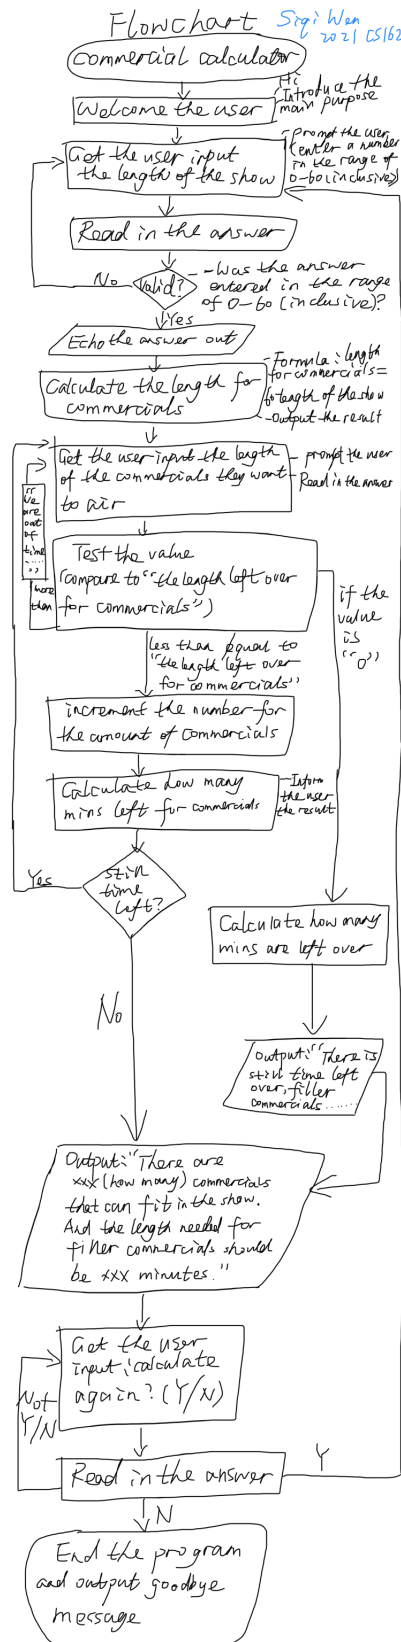 Flowchart
Siqi Wen
2021 CS162
Commercial calculator
Welcome the user
Hi
Introduce the
main purpose
Get the user input
the length of the show
prompt the user
(enter a number
in the range of
0-60 (inclusive))
Read in the answer
No
Valid?
- Was the answer
entered in the range
of 0-60 (inclusive)?
Yes
Echo the answer out
Calculate the length for
commercials
Formula: length
for commercials=
60-length of the show
Output the result
Get the user input the length
of the commercials they want
to air
prompt the user
Read in the answer
"We
are
out
of
time
......
"
more
than
Test the value
(compare to "the length left over
for commercials")
if the
value
is
"0"
less than / equal to
"the length left over
for commercials"
increment the number for
the amount of commercials
Calculate how many
mins left for commercials
Inform
the user
the result
Yes
still
time
left?
No
Calculate how many
mins are left over
Output: "There is
still time left
over, filler
commercials ......
Output: "There are
xxx (how many) commercials
that can fit in the show.
And the length needed for
filler commercials should
be xxx minutes."
Get the user
input: calculate
again? (Y/N)
Not
Y/N
Read in the answer
Y
N
End the program
and output goodbye
message